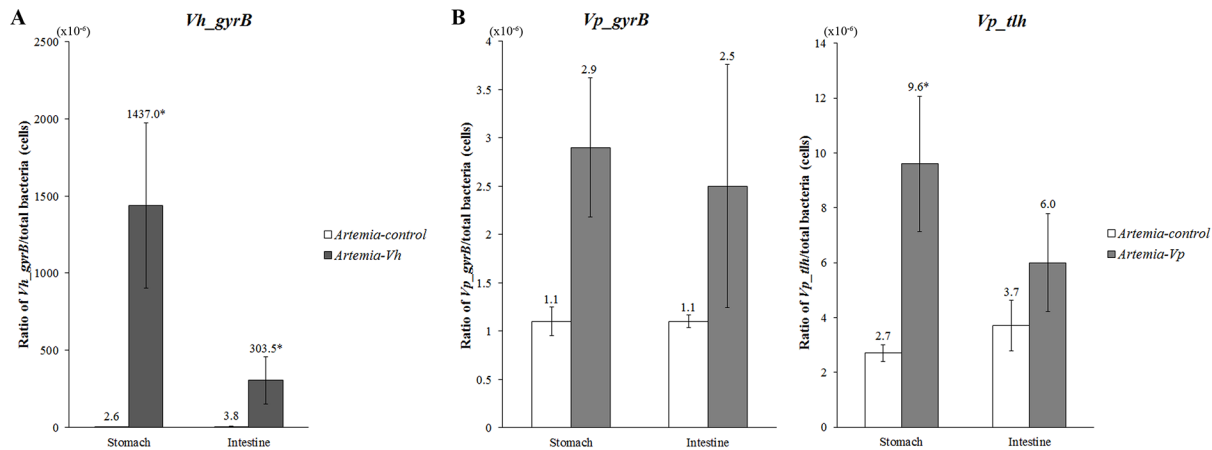 A
Vh_gyrB
(x10-6)
Ratio of Vh_gyrB/total bacteria (cells)
2500
2000
1500
1000
500
0
1437.0*
303.5*
2.6
3.8
Stomach
Intestine
Artemia-control
Artemia-Vh
B
Vp_gyrB
(x10-6)
Ratio of Vp_gyrB/total bacteria (cells)
4
3.5
3
2.5
2
1.5
1
0.5
0
2.9
2.5
1.1
1.1
Stomach
Intestine
Vp_tlh
(x10-6)
Ratio of Vp_tlh/total bacteria (cells)
14
12
10
8
6
4
2
0
9.6*
6.0
2.7
3.7
Stomach
Intestine
Artemia-control
Artemia-Vp